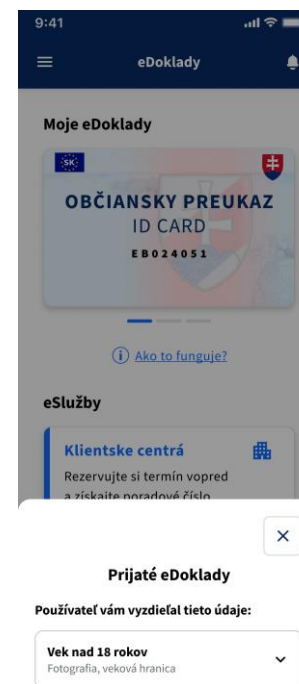 9:41
eDoklady
Moje eDoklady
SK
OBČIANSKY PREUKAZ
ID CARD
EB024051
Ako to funguje?
eSlužby
Klientske centrá
Rezervujte si termín vopred
a získajte poradové číslo
Prijaté eDoklady
Používateľ vám vyzdieľal tieto údaje:
Vek nad 18 rokov
Fotografia, veková hranica